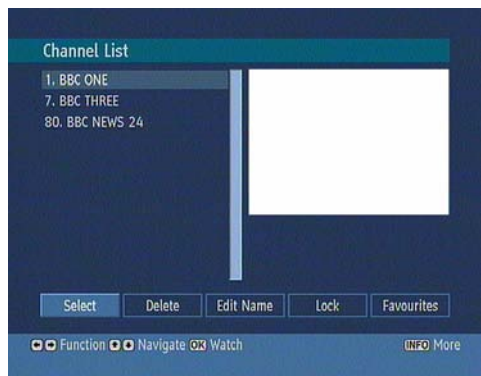 Channel List
1. BBC ONE
7. BBC THREE
80. BBC NEWS 24
Select Delete Edit Name Lock Favourites
Function Navigate OK Watch INFO More